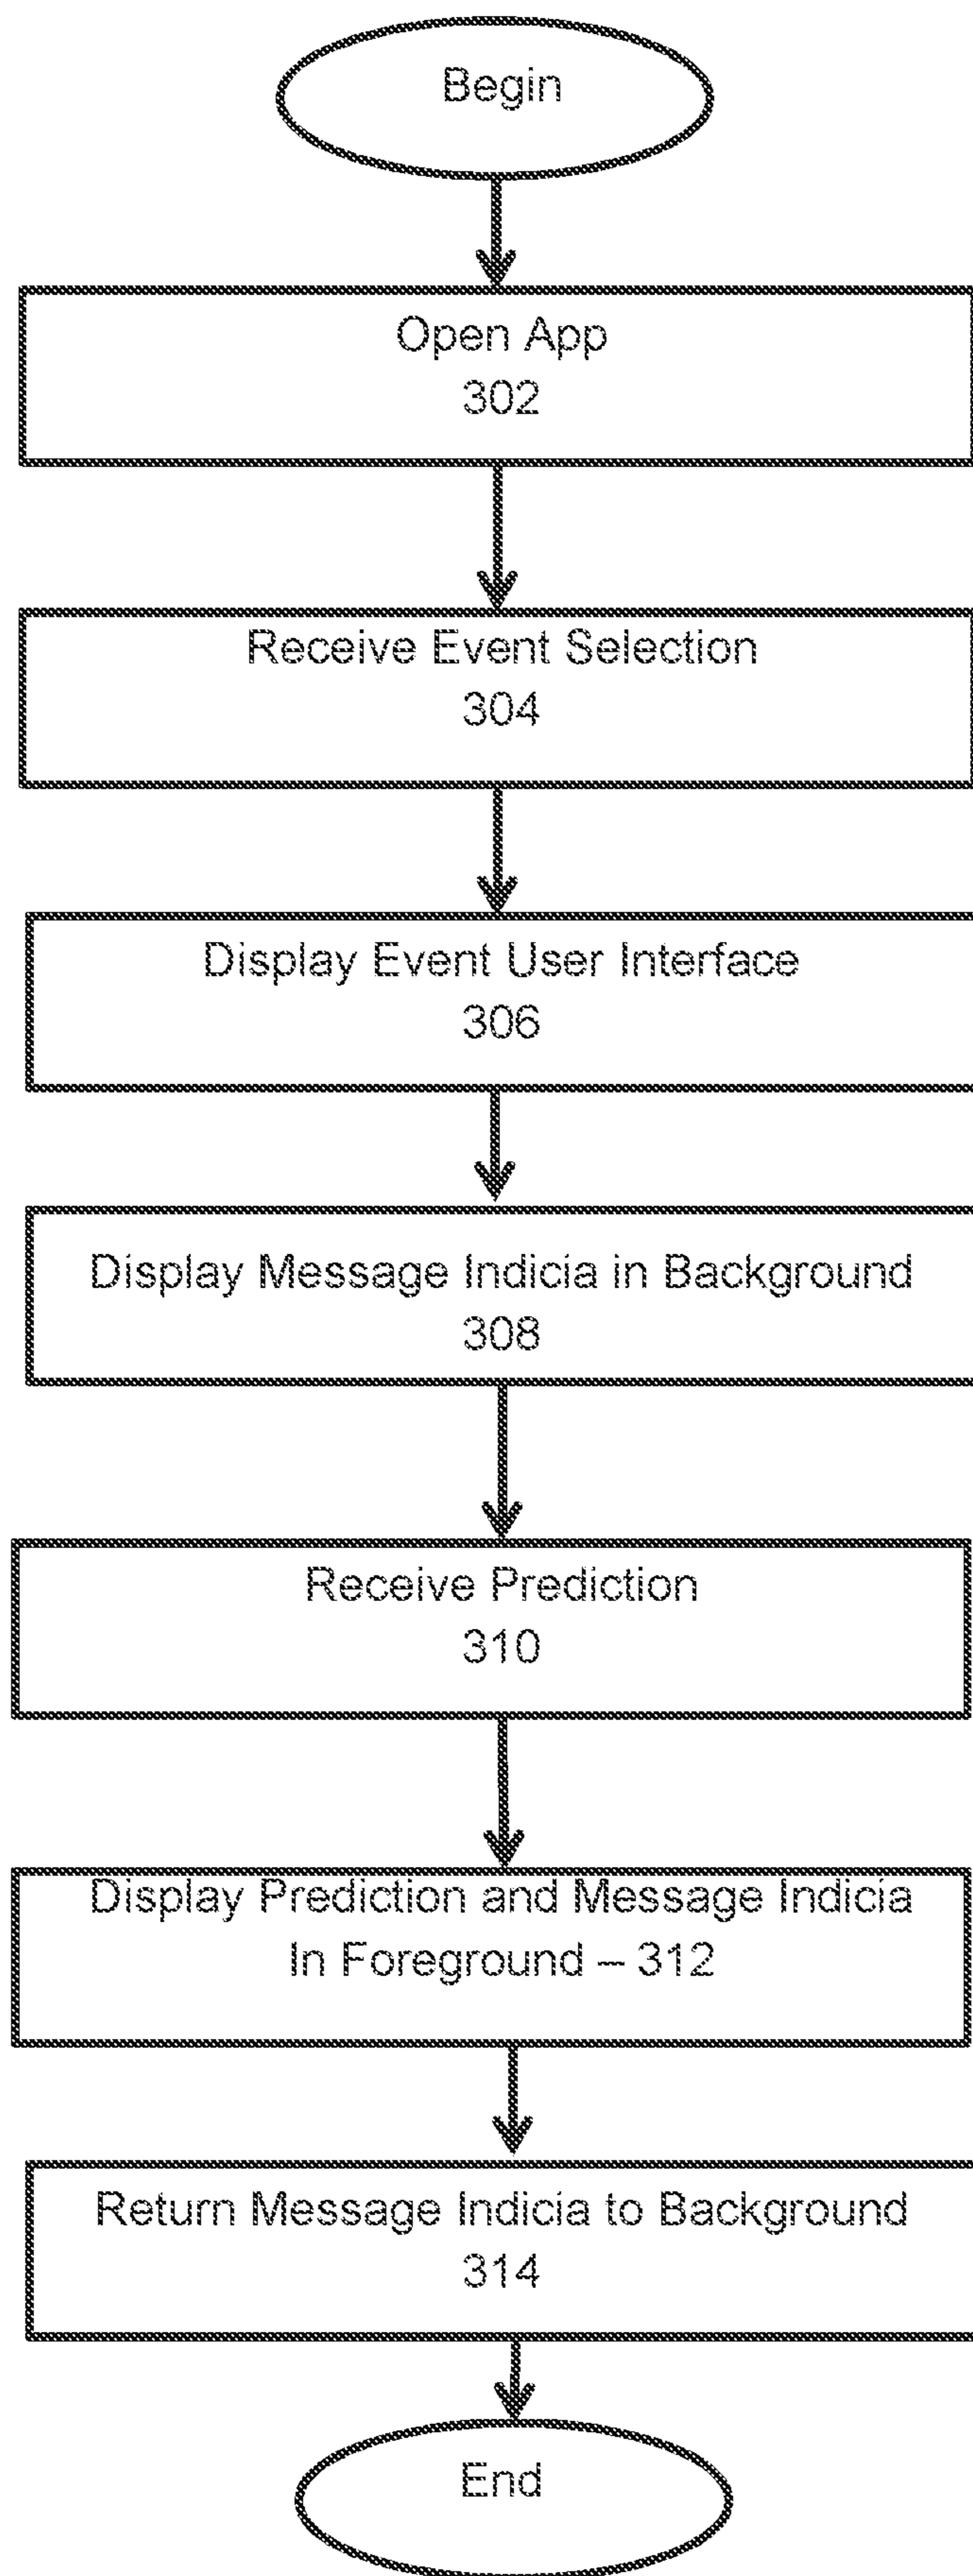 Begin
Open App
302
Receive Event Selection
304
Display Event User Interface
306
Display Message Indicia in Background
308
Receive Prediction
310
Display Prediction and Message Indicia
In Foreground – 312
Return Message Indicia to Background
314
End